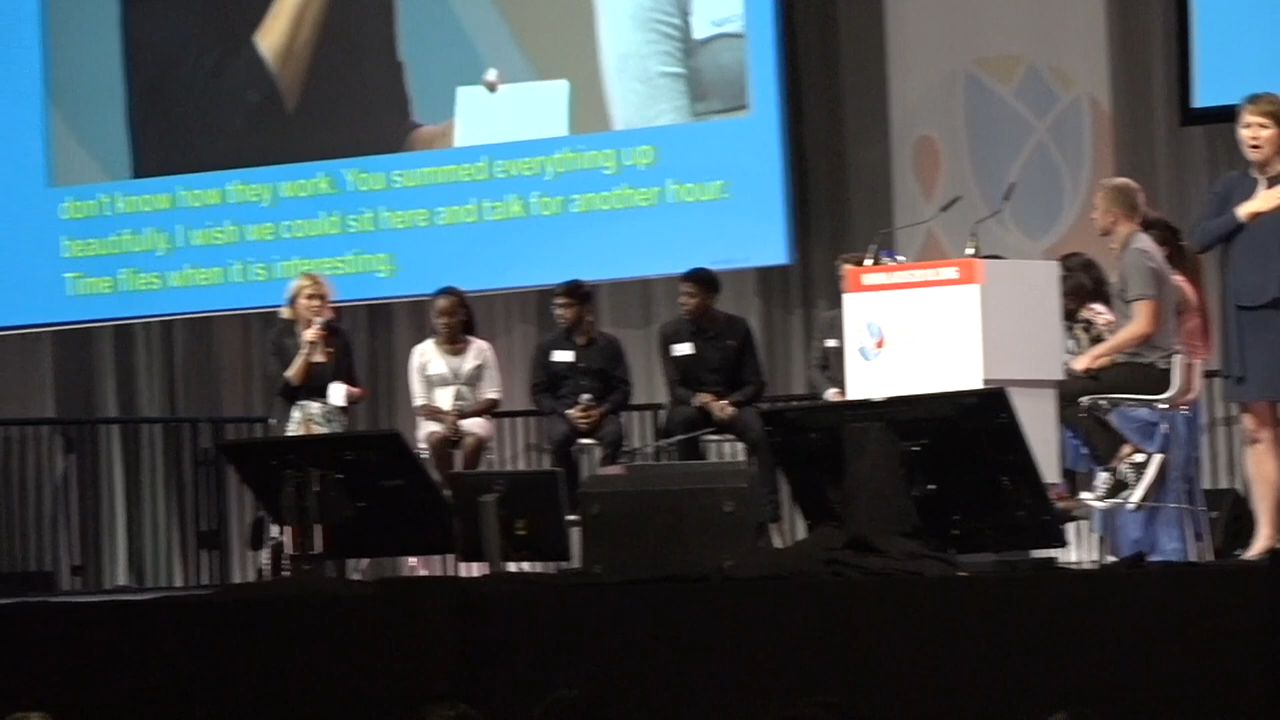 don't know how they work. You summed everything up
beautifully. I wish we could sit here and talk for another hour.
Time flies when it is interesting.